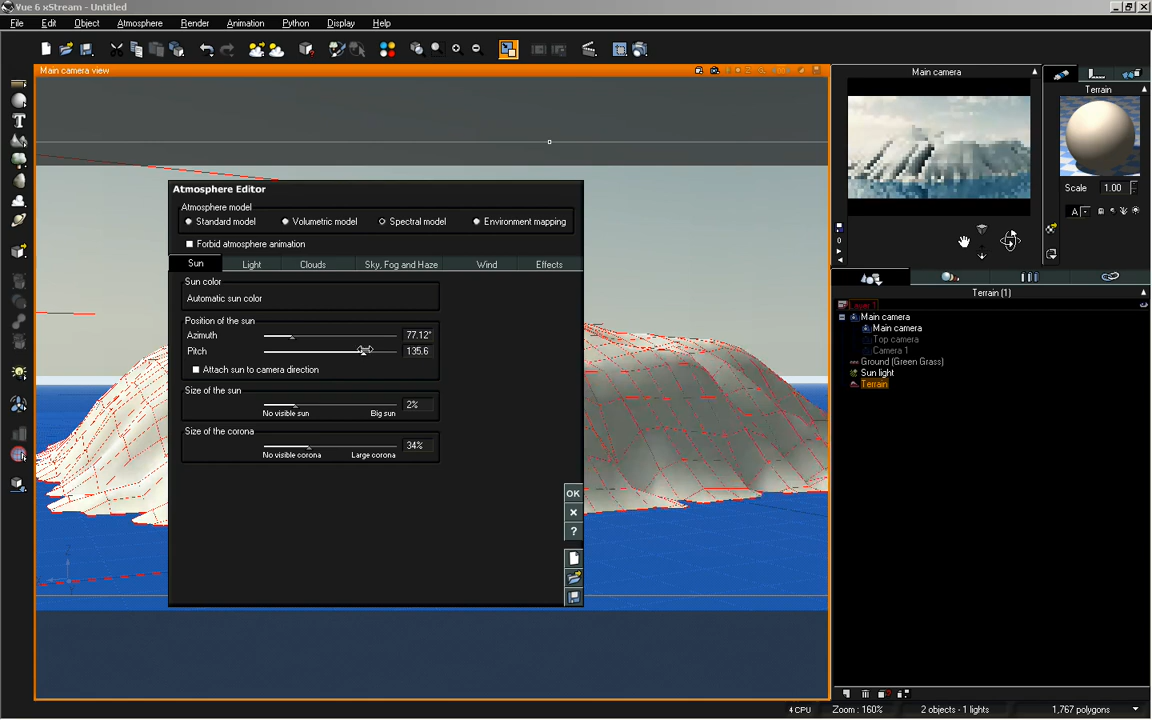 Vue 6 xStream - Untitled
File Edit Object Atmosphere Render Animation Python Display Help
Main camera view
Main camera
Terrain
Scale 1.00
A
0
Atmosphere Editor
Atmosphere model
Standard model Volumetric model Spectral model Environment mapping
Forbid atmosphere animation
Sun Light Clouds Sky, Fog and Haze Wind Effects
Sun color
Automatic sun color
Position of the sun
Azimuth 77.12°
Pitch 135.6
Attach sun to camera direction
Size of the sun
2%
No visible sun Big sun
Size of the corona
34%
No visible corona Large corona
OK
?
Terrain (1)
Layer 1
Main camera
Main camera
Top camera
Camera 1
Ground (Green Grass)
Sun light
Terrain
4 CPU Zoom : 160% 2 objects - 1 lights 1,767 polygons